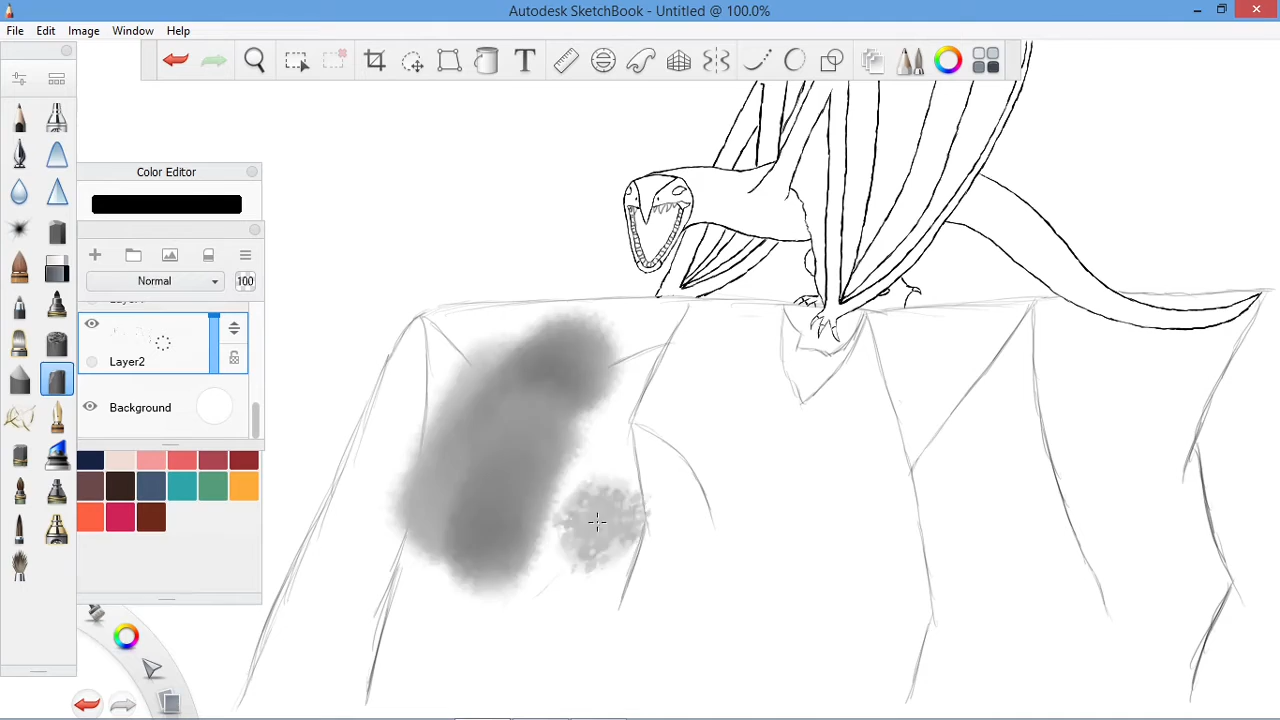 Autodesk SketchBook - Untitled @ 100.0%
File Edit Image Window Help
T
Color Editor
Normal 100
Layer2
Background